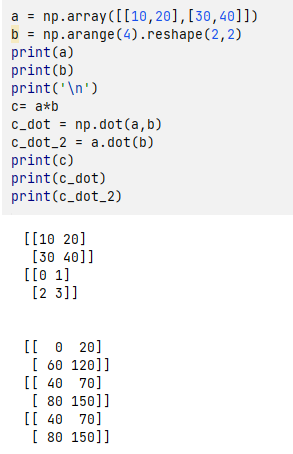 a = np.array([[10,20],[30,40]])
b = np.arange(4).reshape(2,2)
print(a)
print(b)
print('\n')
c= a*b
c_dot = np.dot(a,b)
c_dot_2 = a.dot(b)
print(c)
print(c_dot)
print(c_dot_2)
[[10 20]
 [30 40]]
[[0 1]
 [2 3]]
[[  0  20]
 [ 60 120]]
[[ 40  70]
 [ 80 150]]
[[ 40  70]
 [ 80 150]]